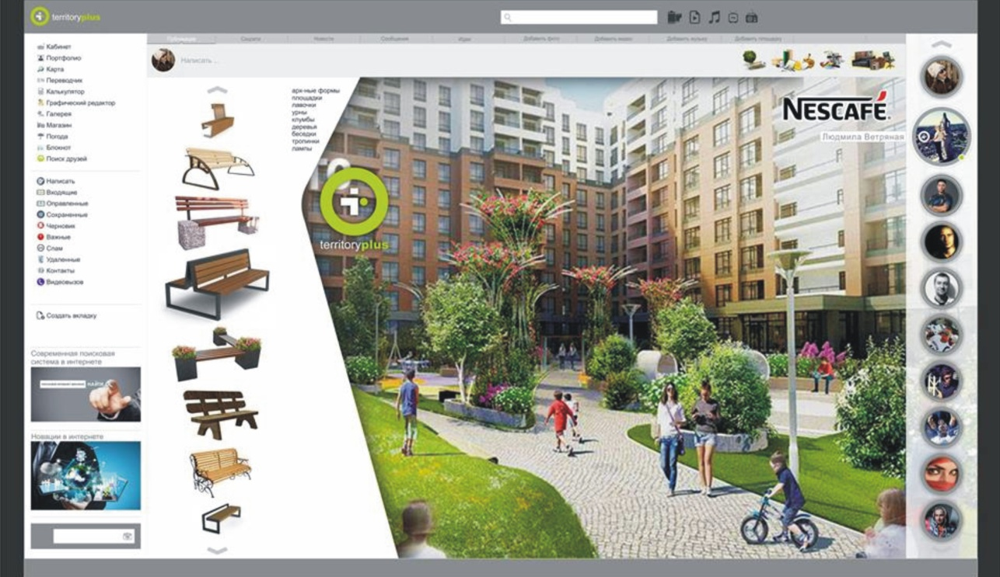 territoryplus
Публикации
Соцсети
Новости
Сообщения
Игры
Добавить фото
Добавить видео
Добавить музыку
Добавить площадку
Написать ...
Кабинет
Портфолио
Карта
Переводчик
Калькулятор
Графический редактор
Галерея
Магазин
Погода
Блокнот
Поиск друзей
Написать
Входящие
Оправленные
Сохраненные
Черновик
Важные
Спам
Удаленные
Контакты
Видеовызов
Создать вкладку
Современная поисковая
система в интернете
НАЙТИ
Новации в интернете
арх-ные формы
площадки
лавочки
урны
клумбы
деревья
беседки
тропинки
лампы
territoryplus
NESCAFÉ
Людмила Ветряная